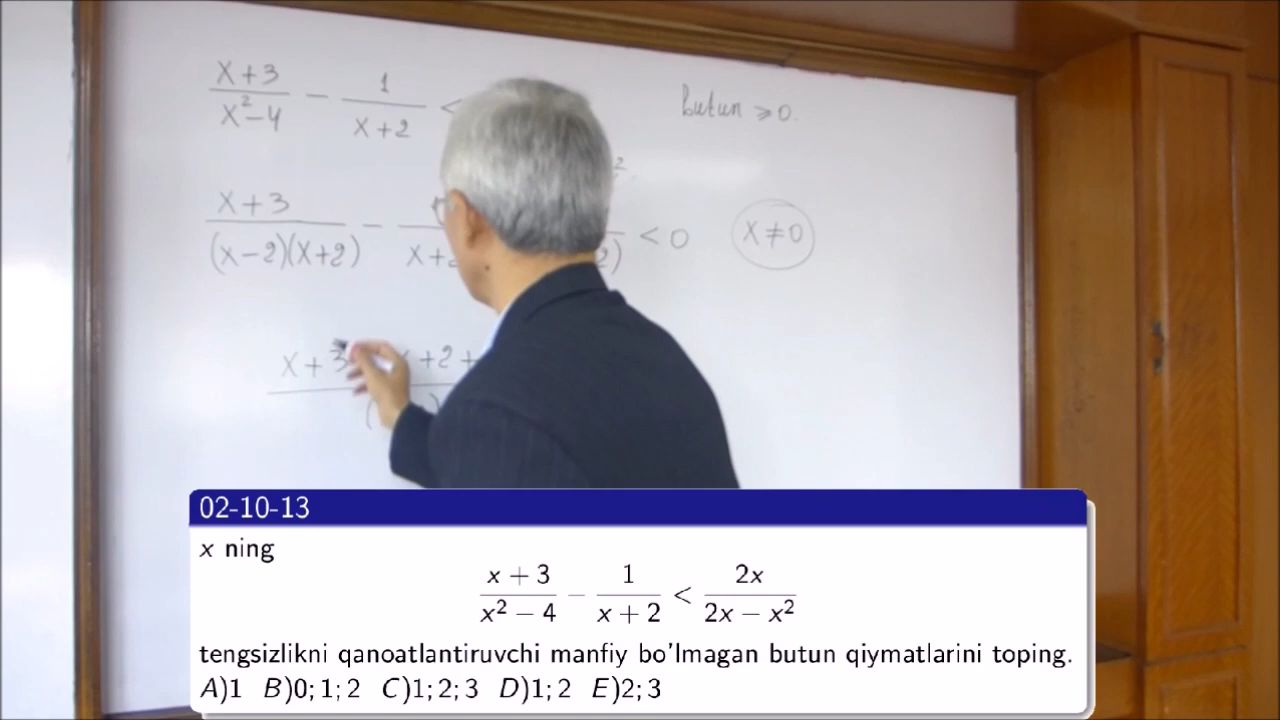 x+3/x²-4 - 1/x+2 < butun ⩾ 0.
x+3/(x-2)(x+2) - /x+2 2) < 0 x≠0
x+3 x+2+
02-10-13
x ning
x + 3/x² − 4 − 1/x + 2 < 2x/2x − x²
tengsizlikni qanoatlantiruvchi manfiy bo'lmagan butun qiymatlarini toping.
A)1 B)0; 1; 2 C)1; 2; 3 D)1; 2 E)2; 3